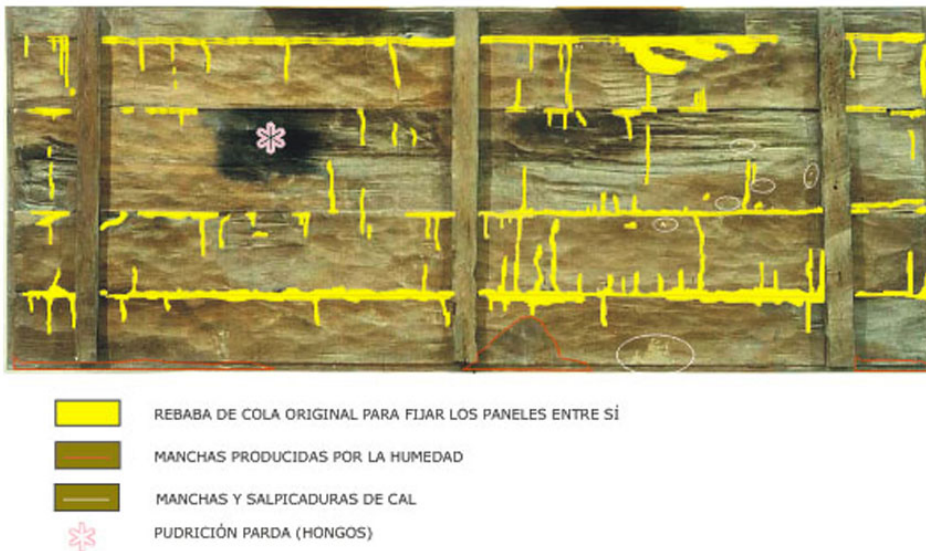 REBABA DE COLA ORIGINAL PARA FIJAR LOS PANELES ENTRE SÍ
MANCHAS PRODUCIDAS POR LA HUMEDAD
MANCHAS Y SALPICADURAS DE CAL
PUDRICIÓN PARDA (HONGOS)